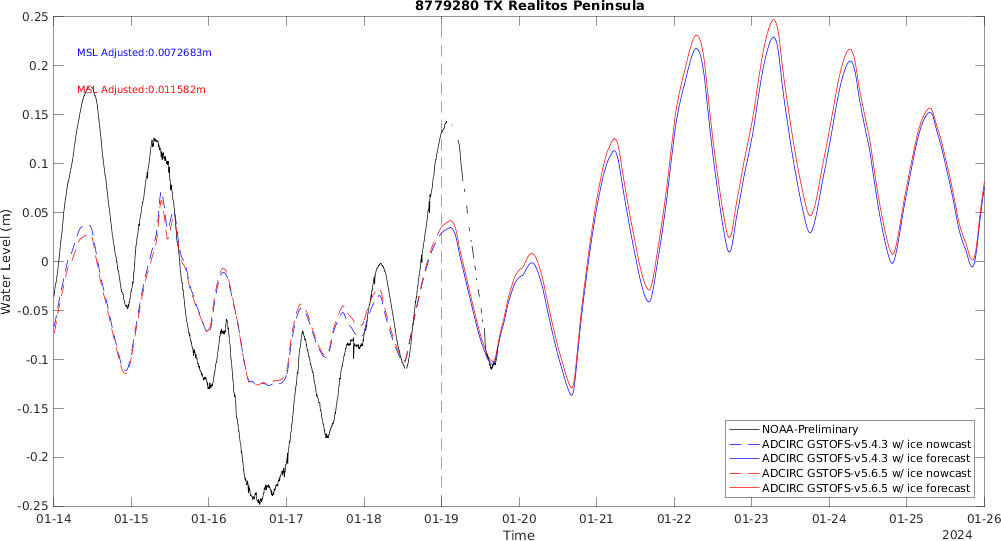 8779280 TX Realitos Peninsula
MSL Adjusted:0.0072683m
MSL Adjusted:0.011582m
Water Level (m)
0.25
0.2
0.15
0.1
0.05
0
-0.05
-0.1
-0.15
-0.2
-0.25
NOAA-Preliminary
ADCIRC GSTOFS-v5.4.3 w/ ice nowcast
ADCIRC GSTOFS-v5.4.3 w/ ice forecast
ADCIRC GSTOFS-v5.6.5 w/ ice nowcast
ADCIRC GSTOFS-v5.6.5 w/ ice forecast
01-14 01-15 01-16 01-17 01-18 01-19 01-20 01-21 01-22 01-23 01-24 01-25 01-26
Time
2024